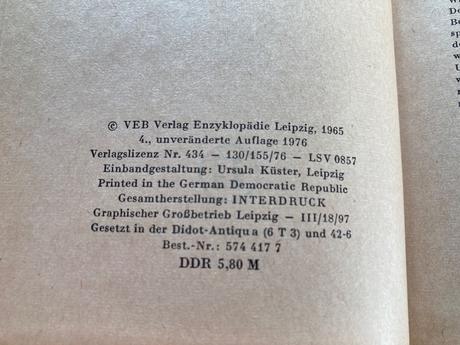 © VEB Verlag Enzyklopädie Leipzig, 1965
4., unveränderte Auflage 1976
Verlagslizenz Nr. 434 – 130/155/76 – LSV 0857
Einbandgestaltung: Ursula Küster, Leipzig
Printed in the German Democratic Republic
Gesamtherstellung: INTERDRUCK
Graphischer Großbetrieb Leipzig – III/18/97
Gesetzt in der Didot-Antiqua (6 T 3) und 42-6
Best.-Nr.: 574 417 7
DDR 5,80 M